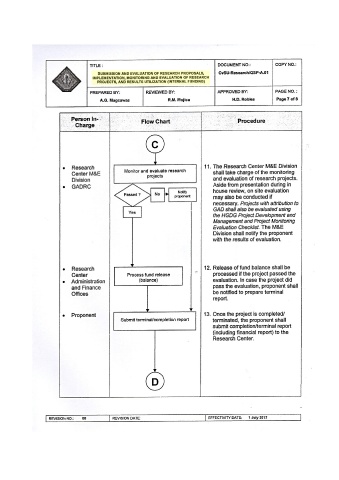 TITLE :
SUBMISSION AND EVALUATION OF RESEARCH PROPOSALS,
IMPLEMENTATION, MONITORING AND EVALUATION OF RESEARCH
PROJECTS, AND RESULTS UTILIZATION (INTERNAL FUNDING)
DOCUMENT NO.:
CvSU-Research/QSP-A.01
COPY NO.:
PREPARED BY:
A.G. Magcawas
REVIEWED BY:
R.M. Rojica
APPROVED BY:
H.D. Robles
PAGE NO. :
Page 7 of 8
Person In-
Charge
Flow Chart
Procedure
C
• Research
Center M&E
Division
• GADRC
Monitor and evaluate research
projects
Passed ?
No
Notify
proponent
Yes
11. The Research Center M&E Division
shall take charge of the monitoring
and evaluation of research projects.
Aside from presentation during in
house review, on site evaluation
may also be conducted if
necessary. Projects with attribution to
GAD shall also be evaluated using
the HGDG Project Development and
Management and Project Monitoring
Evaluation Checklist. The M&E
Division shall notify the proponent
with the results of evaluation.
• Research
Center
• Administration
and Finance
Offices
Process fund release
(balance)
12. Release of fund balance shall be
processed if the project passed the
evaluation. In case the project did
pass the evaluation, proponent shall
be notified to prepare terminal
report.
• Proponent
Submit terminal/completion report
13. Once the project is completed/
terminated, the proponent shall
submit completion/terminal report
(including financial report) to the
Research Center.
D
REVISION NO.: 00
REVISION DATE:
EFFECTIVITY DATE: 1 July 2017